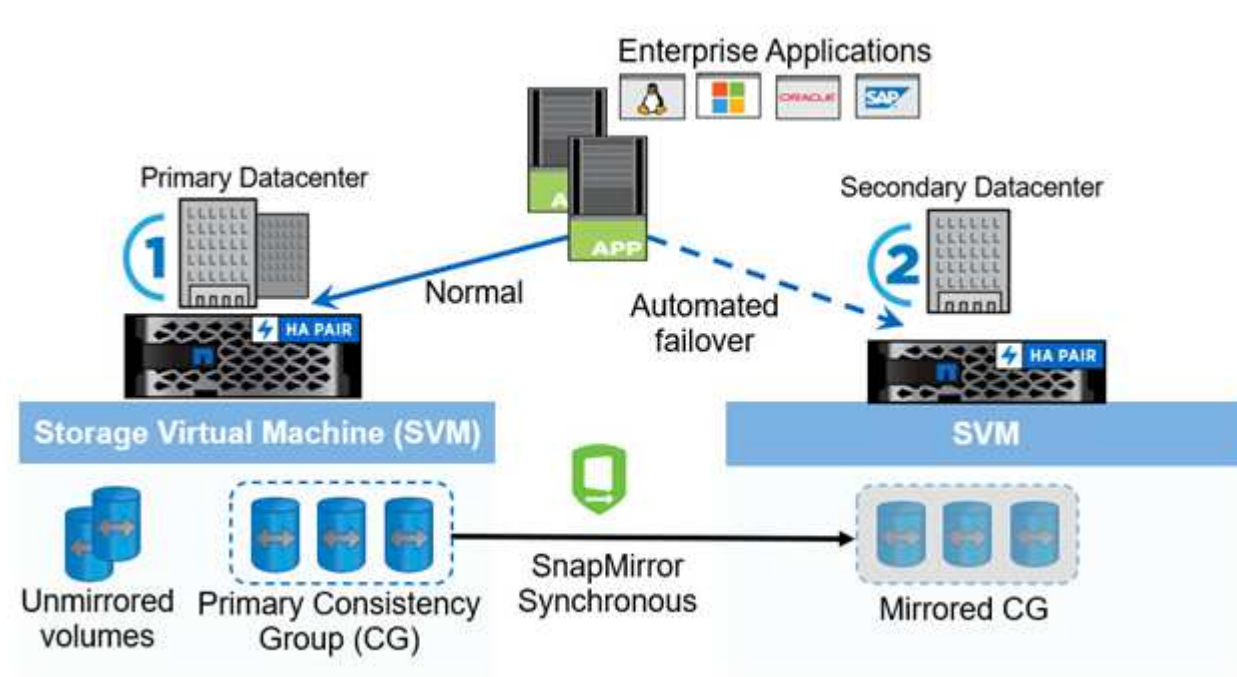 Enterprise Applications
ORACLE
SAP
Primary Datacenter
Secondary Datacenter
1
2
A
APP
Normal
Automated
failover
HA PAIR
HA PAIR
Storage Virtual Machine (SVM)
SVM
SnapMirror
Synchronous
Unmirrored
volumes
Primary Consistency
Group (CG)
Mirrored CG